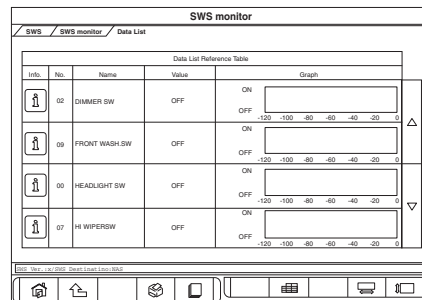 SWS monitor
SWS / SWS monitor / Data List
Data List Reference Table
Info. No. Name Value Graph
i 02 DIMMER SW OFF ON
OFF
-120 -100 -80 -60 -40 -20 0
i 09 FRONT WASH.SW OFF ON
OFF
-120 -100 -80 -60 -40 -20 0
i 00 HEADLIGHT SW OFF ON
OFF
-120 -100 -80 -60 -40 -20 0
i 07 HI WIPERSW OFF ON
OFF
-120 -100 -80 -60 -40 -20 0
SWS Ver.:x/SWS Destinatino:NAS